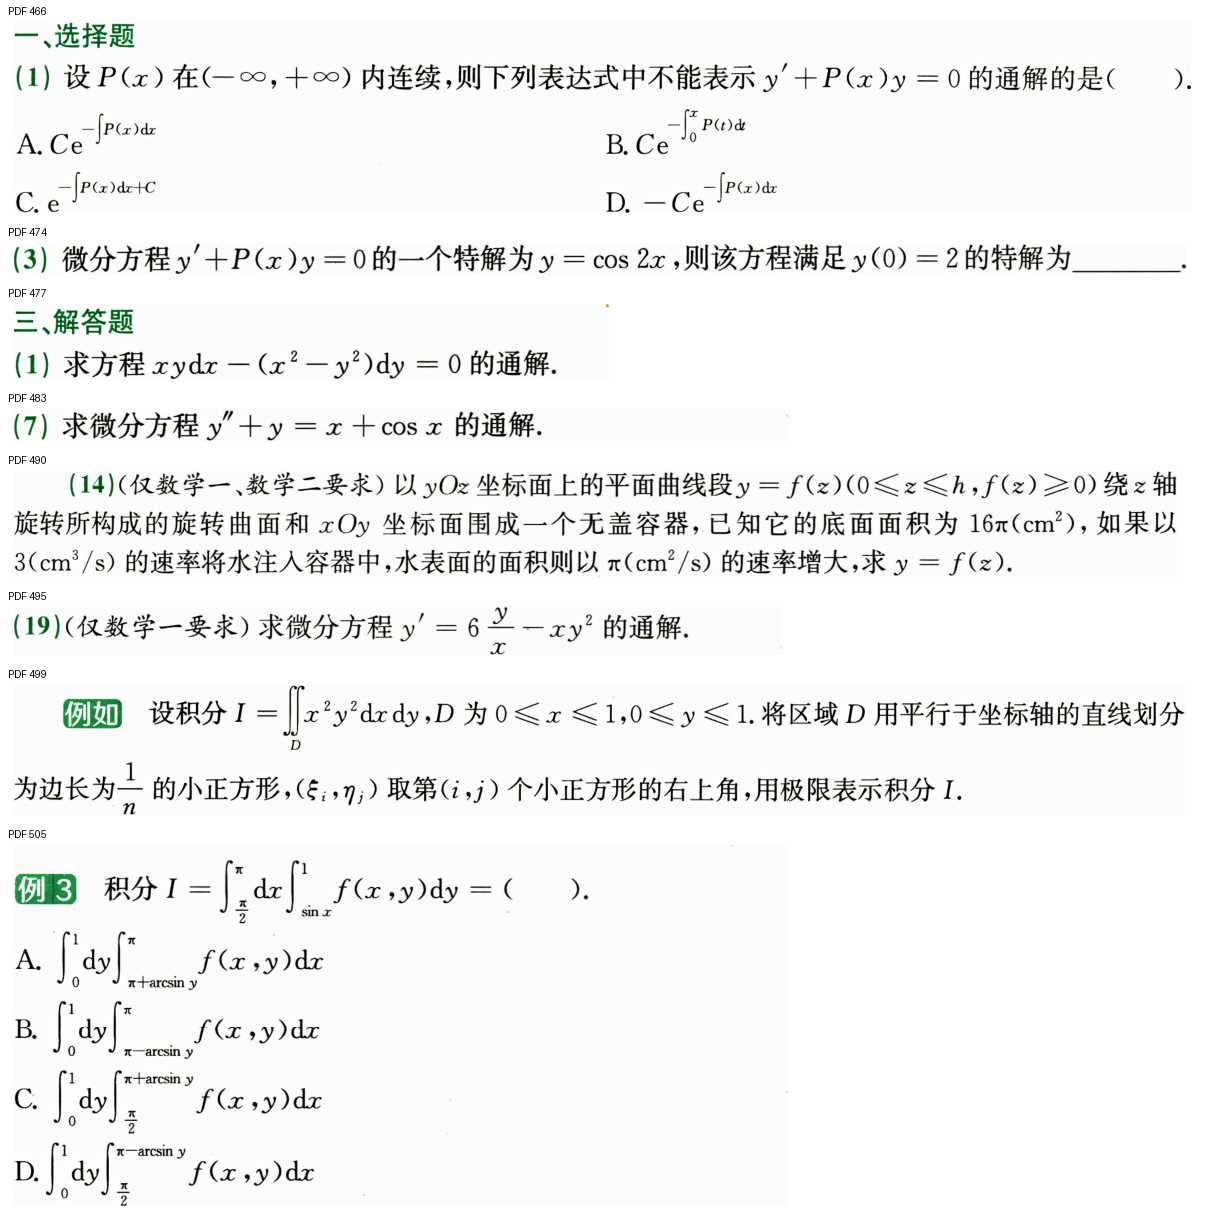 PDF 466
一、选择题
(1) 设 P(x) 在(−∞,+∞) 内连续,则下列表达式中不能表示 y′+P(x)y=0 的通解的是(　　).
A. Ce^{−∫P(x)dx}　　B. Ce^{−∫_0^x P(t)dt}
C. e^{−∫P(x)dx+C}　　D. −Ce^{−∫P(x)dx}
PDF 474
(3) 微分方程 y′+P(x)y=0 的一个特解为 y=cos 2x,则该方程满足 y(0)=2 的特解为________.
PDF 477
三、解答题
(1) 求方程 xydx−(x²−y²)dy=0 的通解.
PDF 483
(7) 求微分方程 y″+y=x+cos x 的通解.
PDF 490
(14)(仅数学一、数学二要求) 以 yOz 坐标面上的平面曲线段 y=f(z)(0≤z≤h,f(z)≥0) 绕 z 轴
旋转所构成的旋转曲面和 xOy 坐标面围成一个无盖容器,已知它的底面面积为 16π(cm²),如果以
3(cm³/s) 的速率将水注入容器中,水表面的面积则以 π(cm²/s) 的速率增大,求 y=f(z).
PDF 495
(19)(仅数学一要求) 求微分方程 y′=6\frac{y}{x}−xy² 的通解.
PDF 499
例如　设积分 I=∬_D x²y²dxdy,D 为 0≤x≤1,0≤y≤1. 将区域 D 用平行于坐标轴的直线划分
为边长为 \frac{1}{n} 的小正方形,(ξ_i,η_j) 取第(i,j) 个小正方形的右上角,用极限表示积分 I.
PDF 505
例 3　积分 I=∫_{\frac{π}{2}}^{π}dx∫_{sin x}^{1} f(x,y)dy=(　　).
A. ∫_0^1 dy∫_{π+arcsin y}^{π} f(x,y)dx
B. ∫_0^1 dy∫_{π−arcsin y}^{π} f(x,y)dx
C. ∫_0^1 dy∫_{\frac{π}{2}}^{π+arcsin y} f(x,y)dx
D. ∫_0^1 dy∫_{\frac{π}{2}}^{π−arcsin y} f(x,y)dx